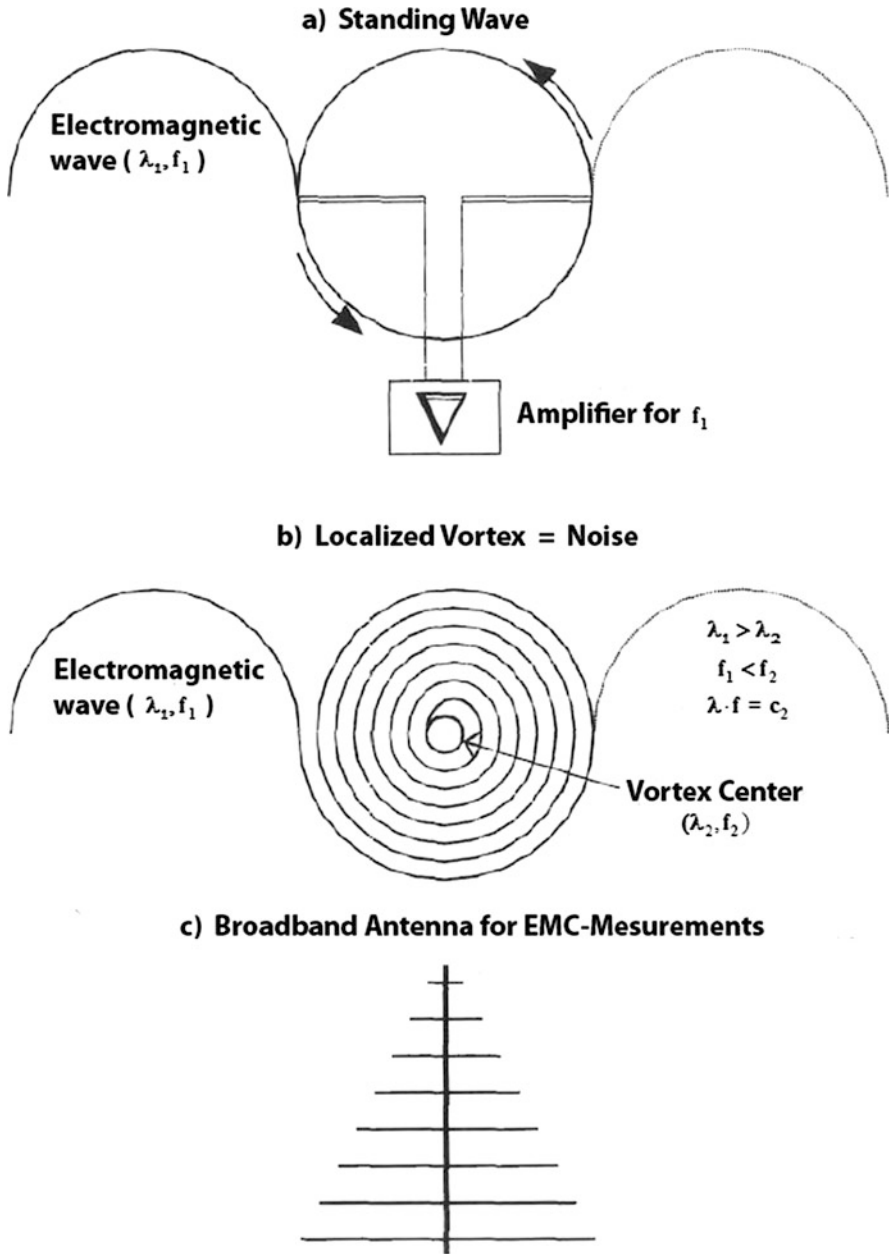 a) Standing Wave
Electromagnetic
wave ( λ₁, f₁ )
Amplifier for f₁
b) Localized Vortex = Noise
Electromagnetic
wave ( λ₁, f₁ )
λ₁ > λ₂
f₁ < f₂
λ · f = c₂
Vortex Center
(λ₂, f₂)
c) Broadband Antenna for EMC-Mesurements